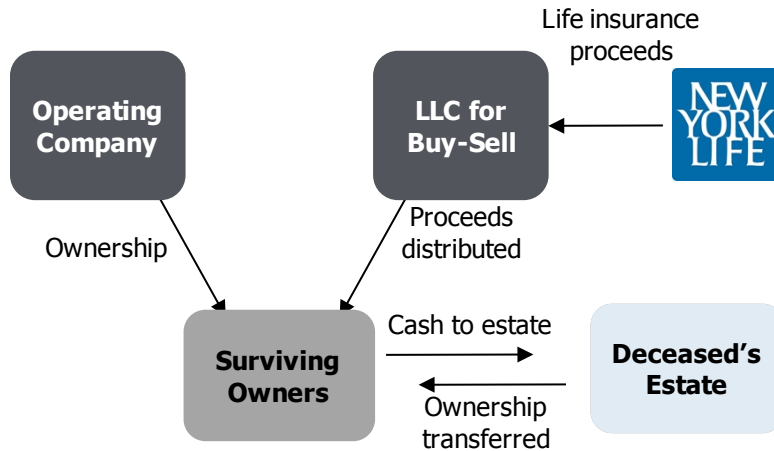 Life insurance
proceeds
Operating
Company
LLC for
Buy-Sell
NEW
YORK
LIFE
Ownership
Proceeds
distributed
Surviving
Owners
Cash to estate
Ownership
transferred
Deceased’s
Estate